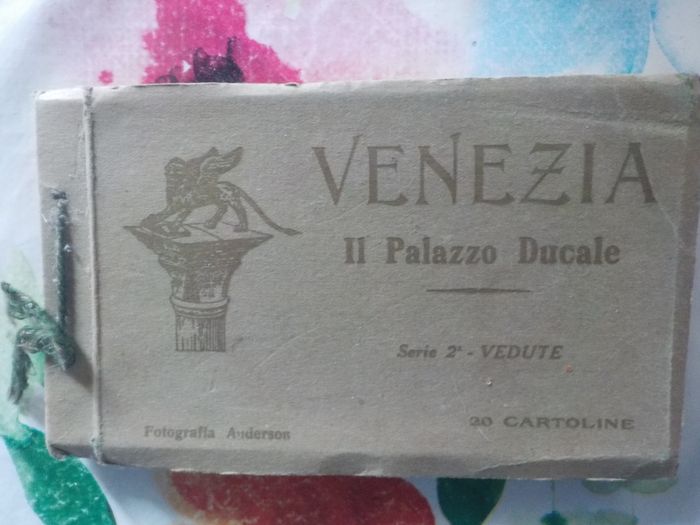 VENEZIA
Il Palazzo Ducale
Serie 2ª - VEDUTE
20 CARTOLINE
Fotografia Anderson